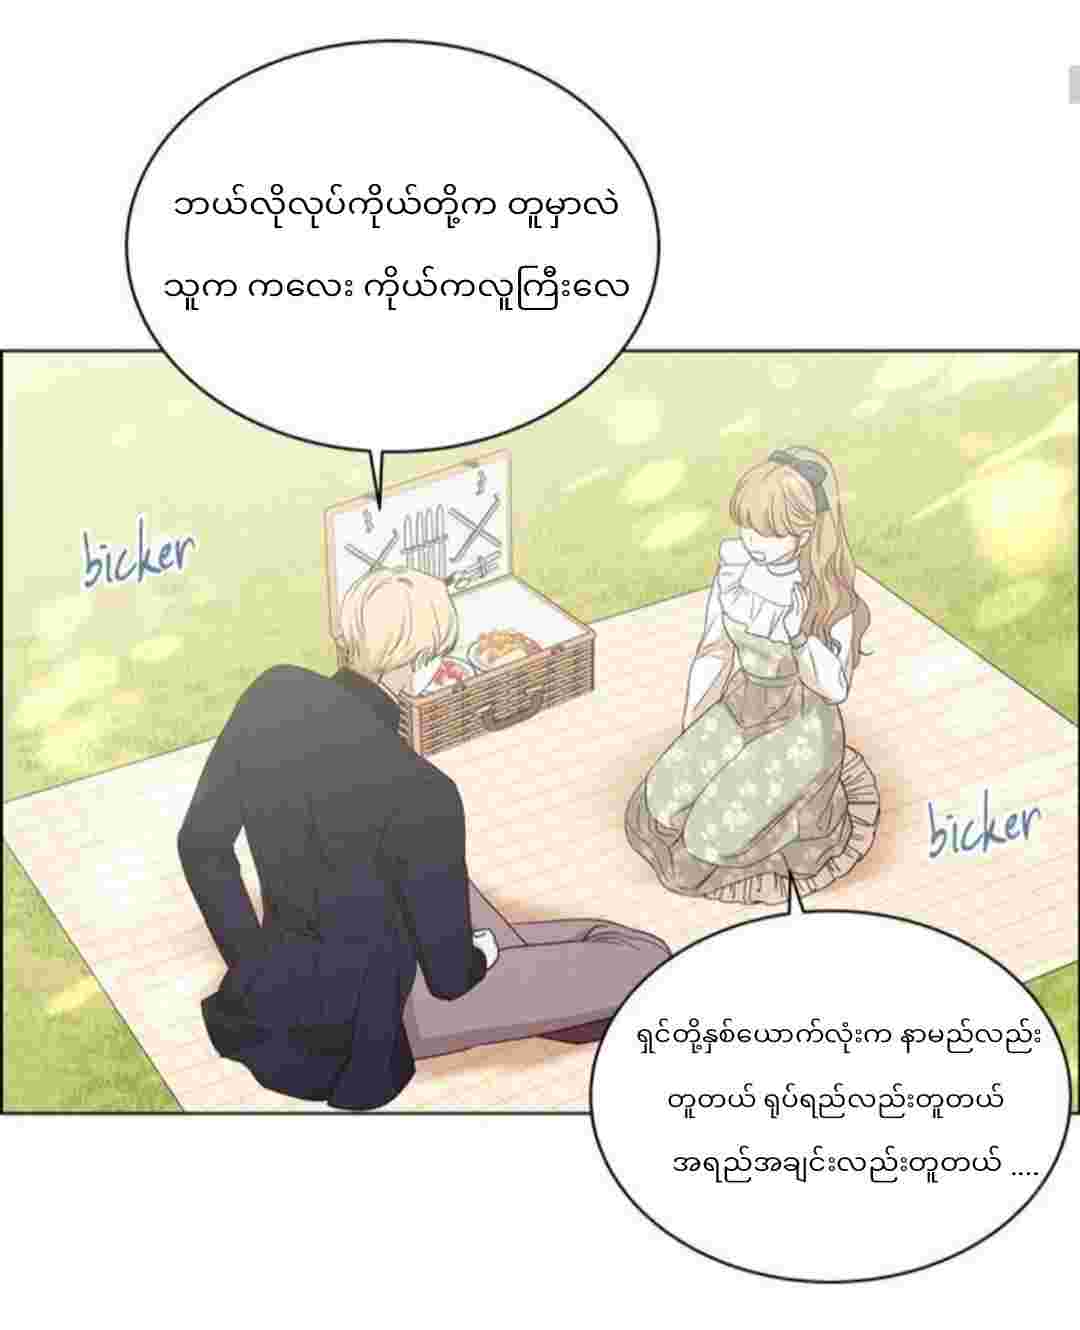 ဘယ်လိုလုပ်ကိုယ်တို့က တူမှာလဲ
သူက ကလေး ကိုယ်ကလူကြီးလေ
bicker
bicker
ရှင်တို့နှစ်ယောက်လုံးက နာမည်လည်း
တူတယ် ရုပ်ရည်လည်းတူတယ်
အရည်အချင်းလည်းတူတယ် ....